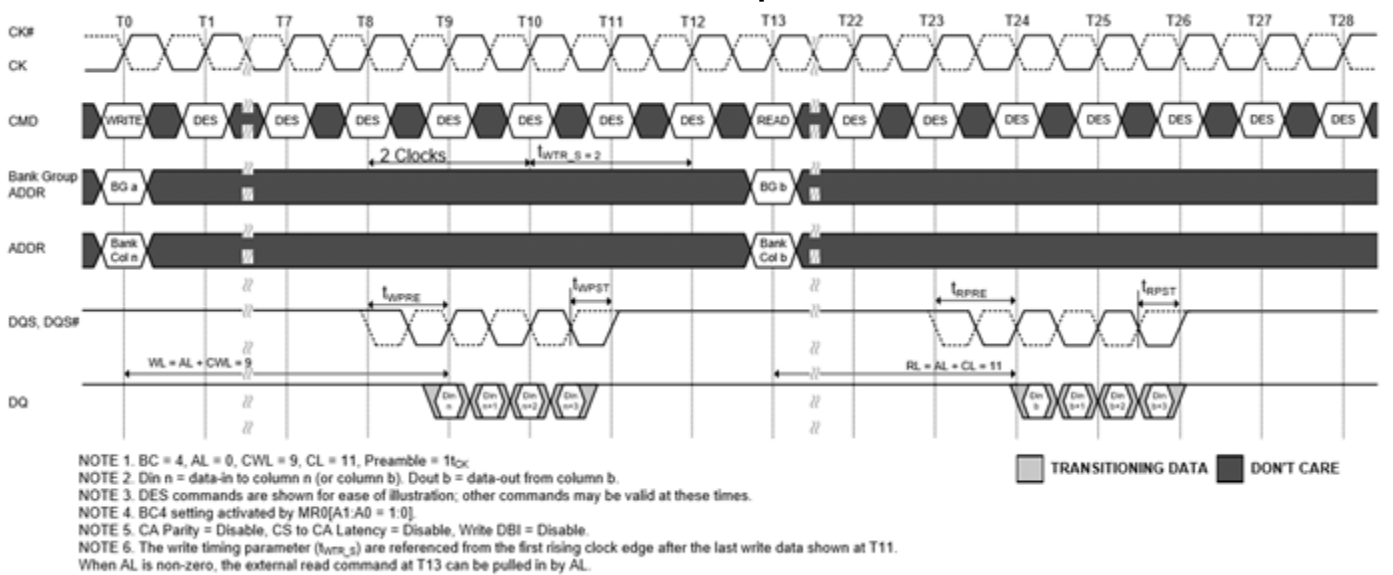 T0 T1 T7 T8 T9 T10 T11 T12 T13 T22 T23 T24 T25 T26 T27 T28
CK#
CK
CMD WRITE DES DES DES DES DES DES DES READ DES DES DES DES DES DES DES
2 Clocks tWTR_S = 2
Bank Group
ADDR
BG a BG b
ADDR
Bank
Col n
Bank
Col b
tWPRE tWPST tRPRE tRPST
DQS, DQS#
WL = AL + CWL = 9 RL = AL + CL = 11
DQ
Din
n
Din
n+1
Din
n+2
Din
n+3
Din
b
Din
b+1
Din
b+2
Din
b+3
NOTE 1. BC = 4, AL = 0, CWL = 9, CL = 11, Preamble = 1tCK
NOTE 2. Din n = data-in to column n (or column b). Dout b = data-out from column b.
NOTE 3. DES commands are shown for ease of illustration; other commands may be valid at these times.
NOTE 4. BC4 setting activated by MR0[A1:A0 = 1:0].
NOTE 5. CA Parity = Disable, CS to CA Latency = Disable, Write DBI = Disable.
NOTE 6. The write timing parameter (tWTR_S) are referenced from the first rising clock edge after the last write data shown at T11.
When AL is non-zero, the external read command at T13 can be pulled in by AL.
TRANSITIONING DATA DON'T CARE